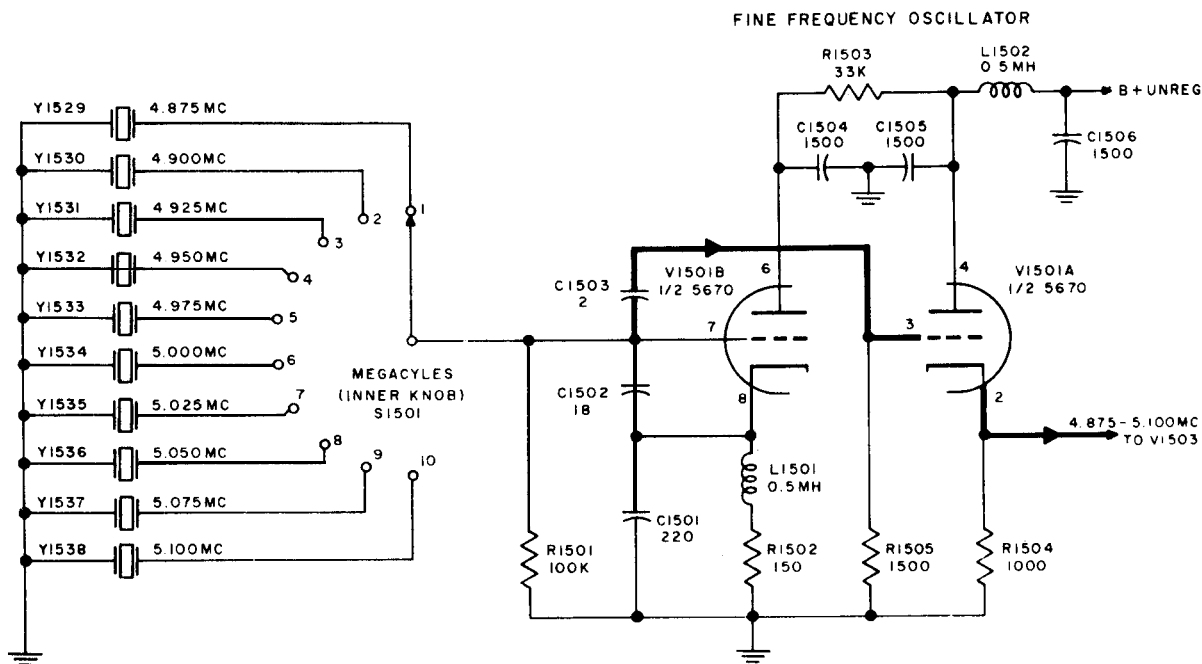 FINE FREQUENCY OSCILLATOR
R1503
33K
L1502
0.5MH
B+UNREG
C1504
1500
C1505
1500
C1506
1500
Y1529 4.875MC
Y1530 4.900MC
Y1531 4.925MC
Y1532 4.950MC
Y1533 4.975MC
Y1534 5.000MC
Y1535 5.025MC
Y1536 5.050MC
Y1537 5.075MC
Y1538 5.100MC
1
2
3
4
5
6
7
8
9
10
MEGACYLES
(INNER KNOB)
S1501
C1503
2
V1501B
1/2 5670
6
7
8
V1501A
1/2 5670
4
3
2
C1502
18
4.875-5.100MC
TO V1503
L1501
0.5MH
C1501
220
R1501
100K
R1502
150
R1505
1500
R1504
1000